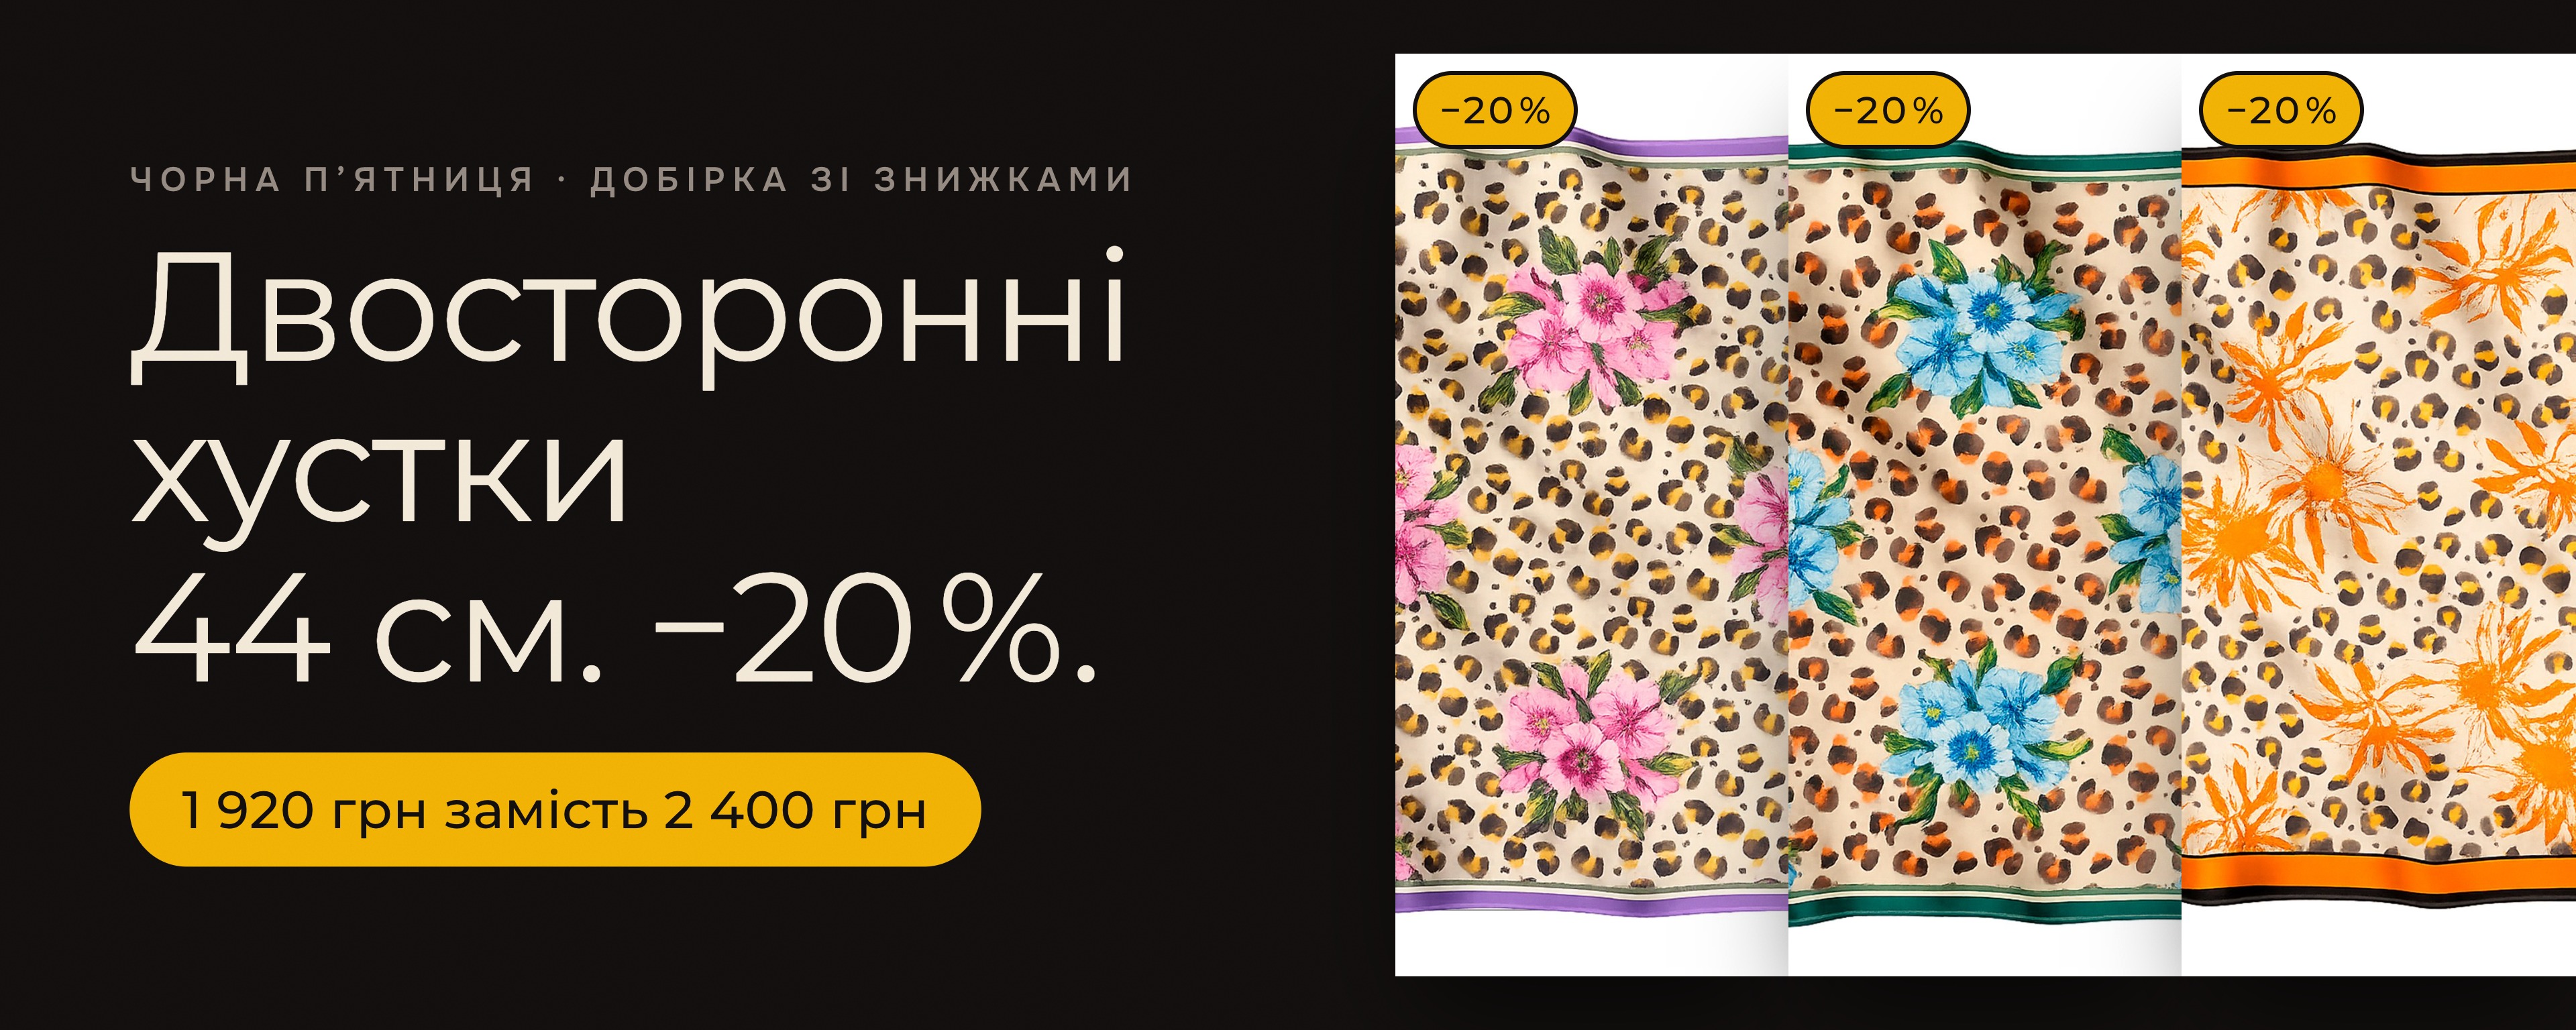 ЧОРНА П’ЯТНИЦЯ · ДОБІРКА ЗІ ЗНИЖКАМИ
Двосторонні
хустки
44 см. −20 %.
1 920 грн замість 2 400 грн
−20 %
−20 %
−20 %